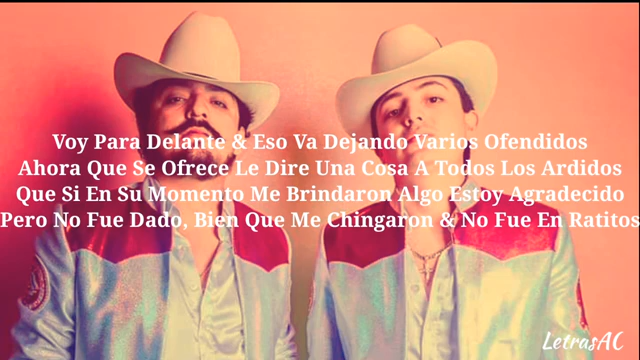 Voy Para Delante & Eso Va Dejando Varios Ofendidos
Ahora Que Se Ofrece Le Dire Una Cosa A Todos Los Ardidos
Que Si En Su Momento Me Brindaron Algo Estoy Agradecido
Pero No Fue Dado, Bien Que Me Chingaron & No Fue En Ratitos
LetrasAC